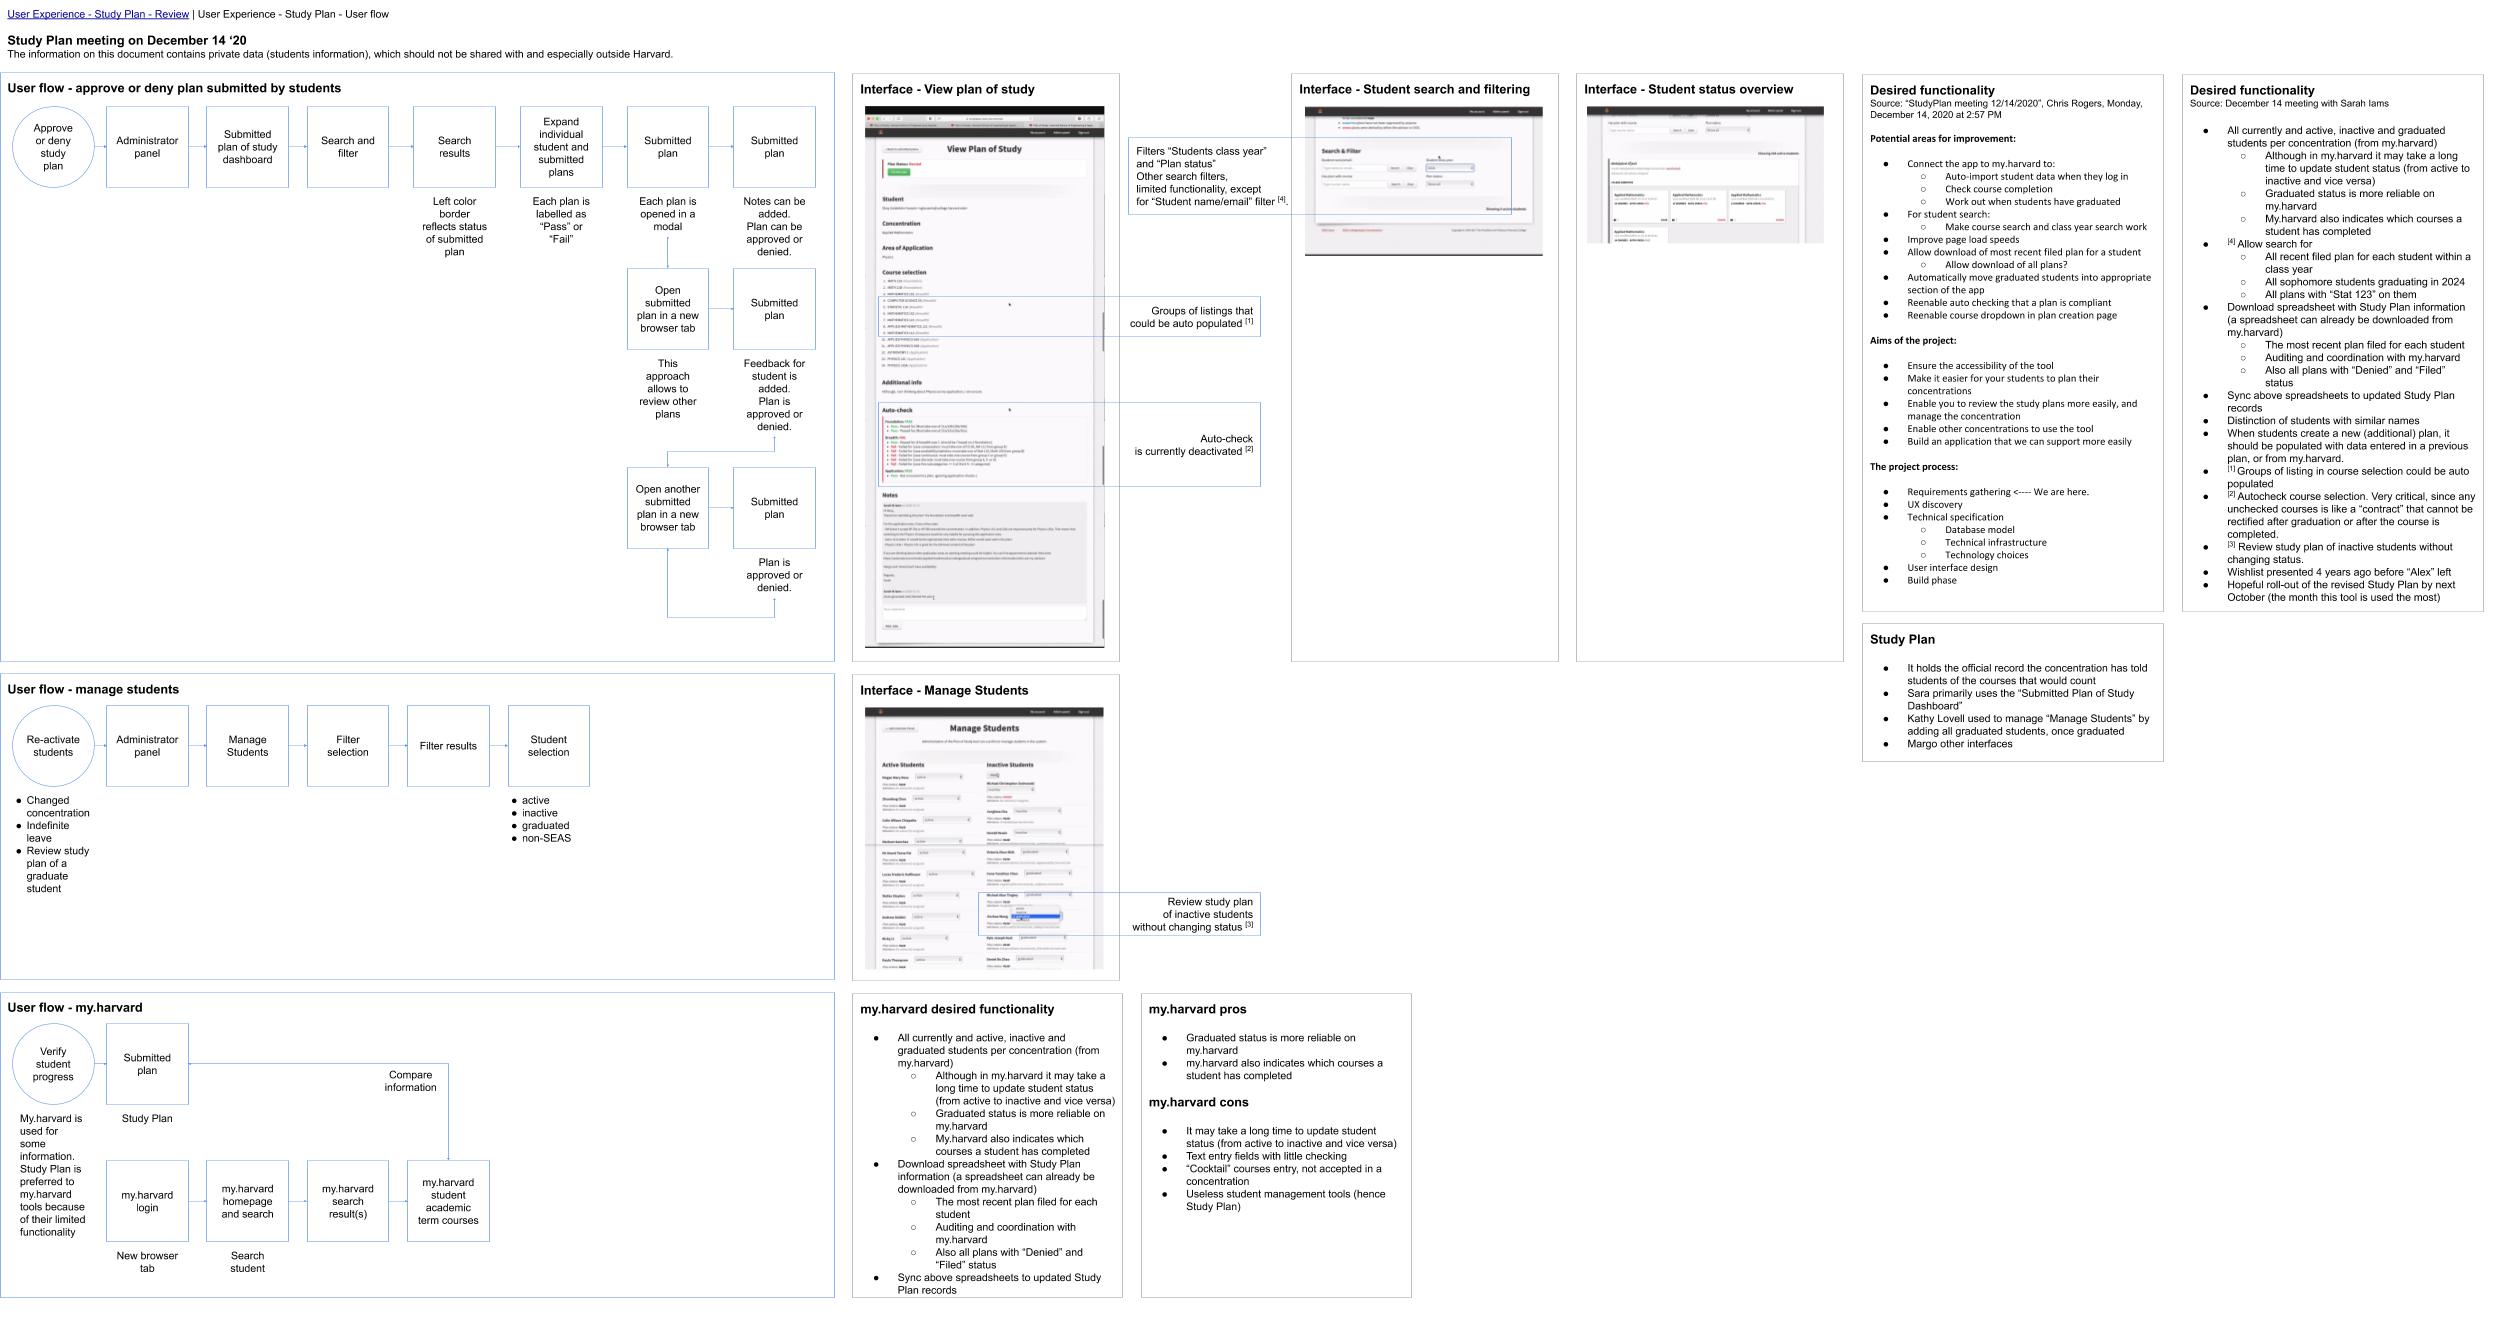 User Experience - Study Plan - Review | User Experience - Study Plan - User flow
Study Plan meeting on December 14 ‘20
The information on this document contains private data (students information), which should not be shared with and especially outside Harvard.
User flow - approve or deny plan submitted by students
Approve
or deny
study
plan
Administrator
panel
Submitted
plan of study
dashboard
Search and
filter
Search
results
Expand
individual
student and
submitted
plans
Submitted
plan
Submitted
plan
Left color
border
reflects status
of submitted
plan
Each plan is
labelled as
“Pass” or
“Fail”
Each plan is
opened in a
modal
Notes can be
added.
Plan can be
approved or
denied.
Open
submitted
plan in a new
browser tab
Submitted
plan
This
approach
allows to
review other
plans
Feedback for
student is
added.
Plan is
approved or
denied.
Open another
submitted
plan in a new
browser tab
Submitted
plan
Plan is
approved or
denied.
Interface - View plan of study
View Plan of Study
Student
Concentration
Area of Application
Course selection
Additional info
Auto-check
Notes
Filters “Students class year”
and “Plan status”
Other search filters,
limited functionality, except
for “Student name/email” filter [4].
Groups of listings that
could be auto populated [1]
Auto-check
is currently deactivated [2]
Interface - Student search and filtering
Search & Filter
Interface - Student status overview
Desired functionality
Source: “StudyPlan meeting 12/14/2020”, Chris Rogers, Monday,
December 14, 2020 at 2:57 PM
Potential areas for improvement:
● Connect the app to my.harvard to:
○ Auto-import student data when they log in
○ Check course completion
○ Work out when students have graduated
● For student search:
○ Make course search and class year search work
● Improve page load speeds
● Allow download of most recent filed plan for a student
○ Allow download of all plans?
● Automatically move graduated students into appropriate
section of the app
● Reenable auto checking that a plan is compliant
● Reenable course dropdown in plan creation page
Aims of the project:
● Ensure the accessibility of the tool
● Make it easier for your students to plan their
concentrations
● Enable you to review the study plans more easily, and
manage the concentration
● Enable other concentrations to use the tool
● Build an application that we can support more easily
The project process:
● Requirements gathering <---- We are here.
● UX discovery
● Technical specification
○ Database model
○ Technical infrastructure
○ Technology choices
● User interface design
● Build phase
Desired functionality
Source: December 14 meeting with Sarah Iams
● All currently and active, inactive and graduated
students per concentration (from my.harvard)
○ Although in my.harvard it may take a long
time to update student status (from active to
inactive and vice versa)
○ Graduated status is more reliable on
my.harvard
○ My.harvard also indicates which courses a
student has completed
● [4] Allow search for
○ All recent filed plan for each student within a
class year
○ All sophomore students graduating in 2024
○ All plans with “Stat 123” on them
● Download spreadsheet with Study Plan information
(a spreadsheet can already be downloaded from
my.harvard)
○ The most recent plan filed for each student
○ Auditing and coordination with my.harvard
○ Also all plans with “Denied” and “Filed”
status
● Sync above spreadsheets to updated Study Plan
records
● Distinction of students with similar names
● When students create a new (additional) plan, it
should be populated with data entered in a previous
plan, or from my.harvard.
● [1] Groups of listing in course selection could be auto
populated
● [2] Autocheck course selection. Very critical, since any
unchecked courses is like a “contract” that cannot be
rectified after graduation or after the course is
completed.
● [3] Review study plan of inactive students without
changing status.
● Wishlist presented 4 years ago before “Alex” left
● Hopeful roll-out of the revised Study Plan by next
October (the month this tool is used the most)
Study Plan
● It holds the official record the concentration has told
students of the courses that would count
● Sara primarily uses the “Submitted Plan of Study
Dashboard”
● Kathy Lovell used to manage “Manage Students” by
adding all graduated students, once graduated
● Margo other interfaces
User flow - manage students
Re-activate
students
Administrator
panel
Manage
Students
Filter
selection
Filter results
Student
selection
● Changed
concentration
● Indefinite
leave
● Review study
plan of a
graduate
student
● active
● inactive
● graduated
● non-SEAS
Interface - Manage Students
Manage Students
Active Students
Inactive Students
Review study plan
of inactive students
without changing status [3]
User flow - my.harvard
Verify
student
progress
Submitted
plan
Compare
information
My.harvard is
used for
some
information.
Study Plan is
preferred to
my.harvard
tools because
of their limited
functionality
Study Plan
my.harvard
login
my.harvard
homepage
and search
my.harvard
search
result(s)
my.harvard
student
academic
term courses
New browser
tab
Search
student
my.harvard desired functionality
● All currently and active, inactive and
graduated students per concentration (from
my.harvard)
○ Although in my.harvard it may take a
long time to update student status
(from active to inactive and vice versa)
○ Graduated status is more reliable on
my.harvard
○ My.harvard also indicates which
courses a student has completed
● Download spreadsheet with Study Plan
information (a spreadsheet can already be
downloaded from my.harvard)
○ The most recent plan filed for each
student
○ Auditing and coordination with
my.harvard
○ Also all plans with “Denied” and
“Filed” status
● Sync above spreadsheets to updated Study
Plan records
my.harvard pros
● Graduated status is more reliable on
my.harvard
● my.harvard also indicates which courses a
student has completed
my.harvard cons
● It may take a long time to update student
status (from active to inactive and vice versa)
● Text entry fields with little checking
● “Cocktail” courses entry, not accepted in a
concentration
● Useless student management tools (hence
Study Plan)